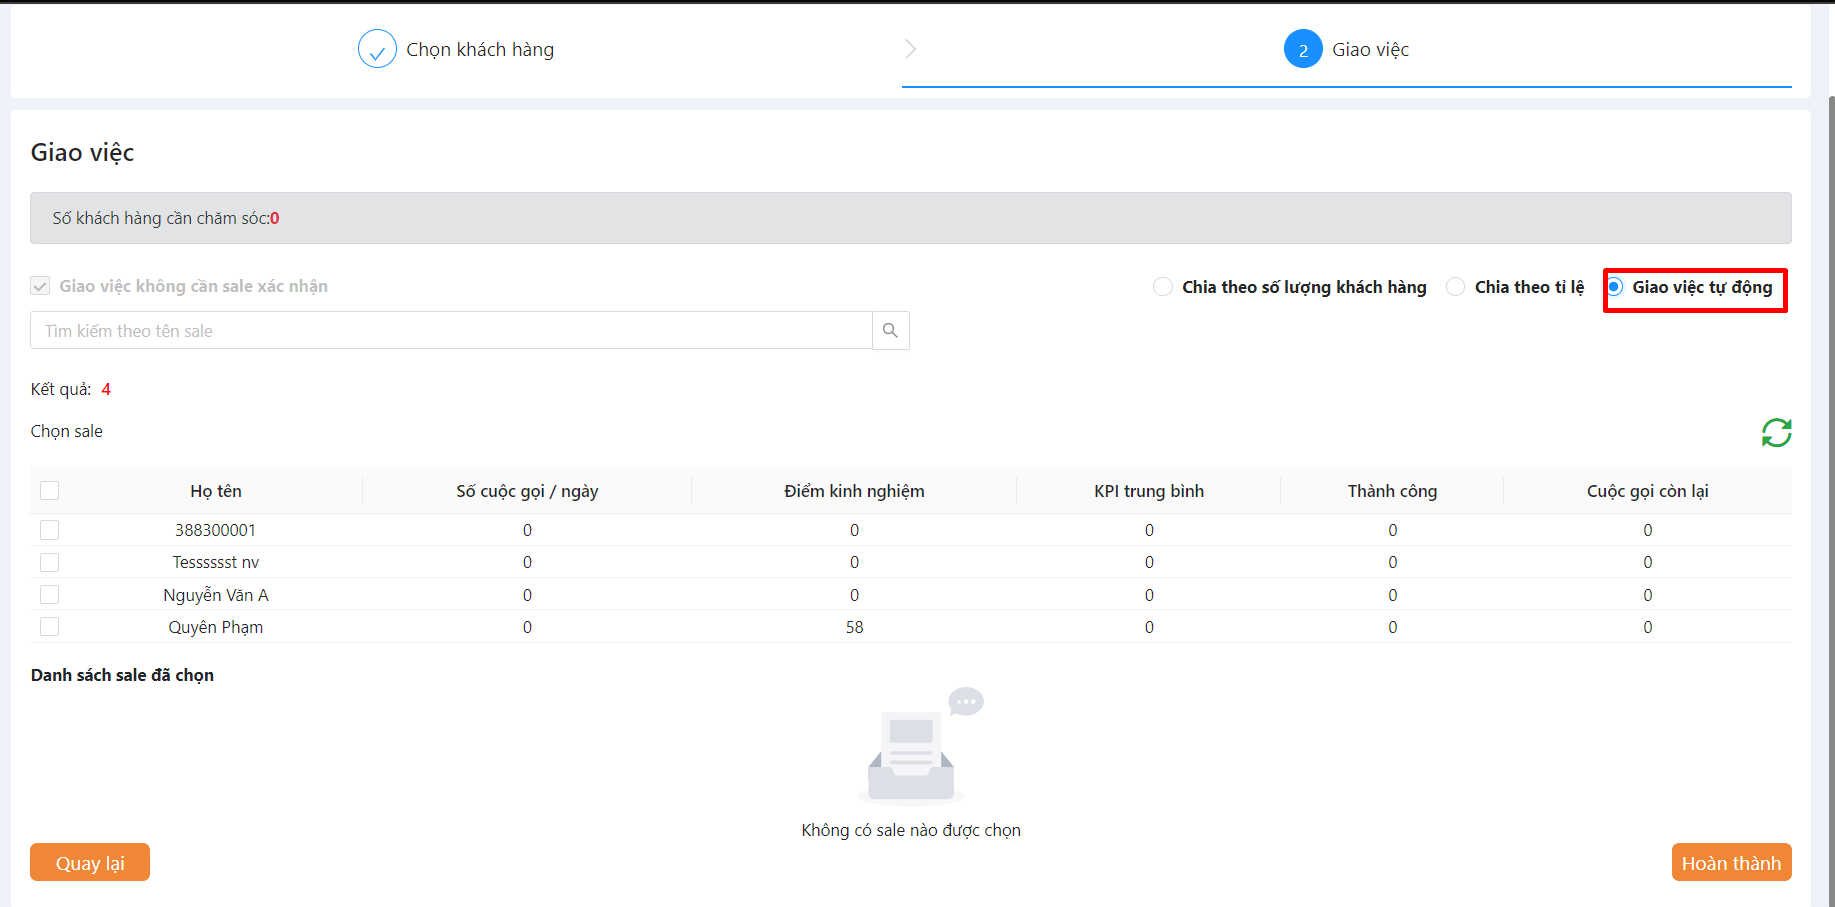 Chọn khách hàng
2 Giao việc
Giao việc
Số khách hàng cần chăm sóc:0
Giao việc không cần sale xác nhận
Chia theo số lượng khách hàng Chia theo tỉ lệ Giao việc tự động
Tìm kiếm theo tên sale
Kết quả: 4
Chọn sale
Họ tên Số cuộc gọi / ngày Điểm kinh nghiệm KPI trung bình Thành công Cuộc gọi còn lại
388300001 0 0 0 0 0
Tesssssst nv 0 0 0 0 0
Nguyễn Văn A 0 0 0 0 0
Quyên Phạm 0 58 0 0 0
Danh sách sale đã chọn
Không có sale nào được chọn
Quay lại Hoàn thành